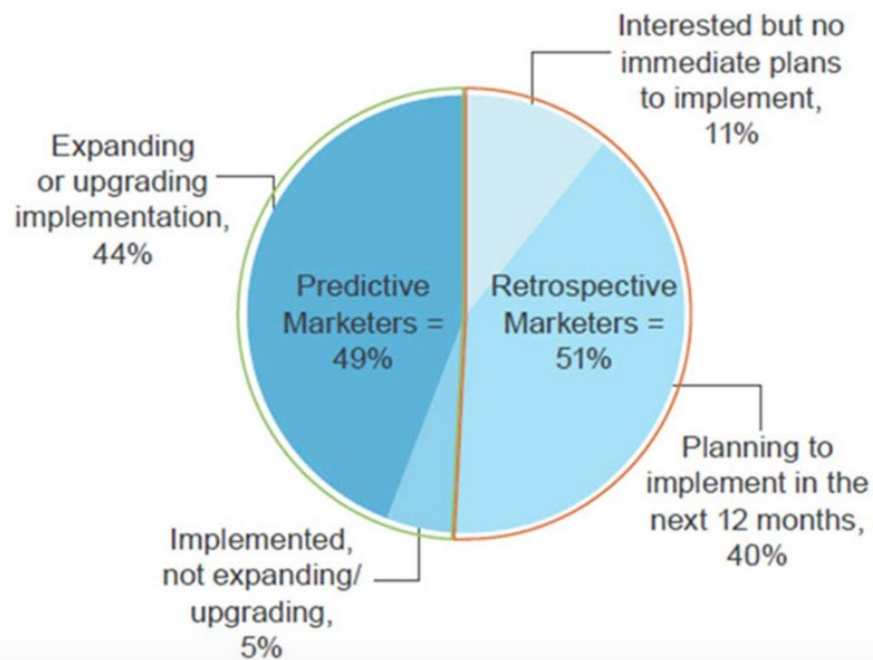 Interested but no
immediate plans
to implement,
11%
Expanding
or upgrading
implementation,
44%
Predictive
Marketers =
49%
Retrospective
Marketers =
51%
Planning to
implement in the
next 12 months,
40%
Implemented,
not expanding/
upgrading,
5%